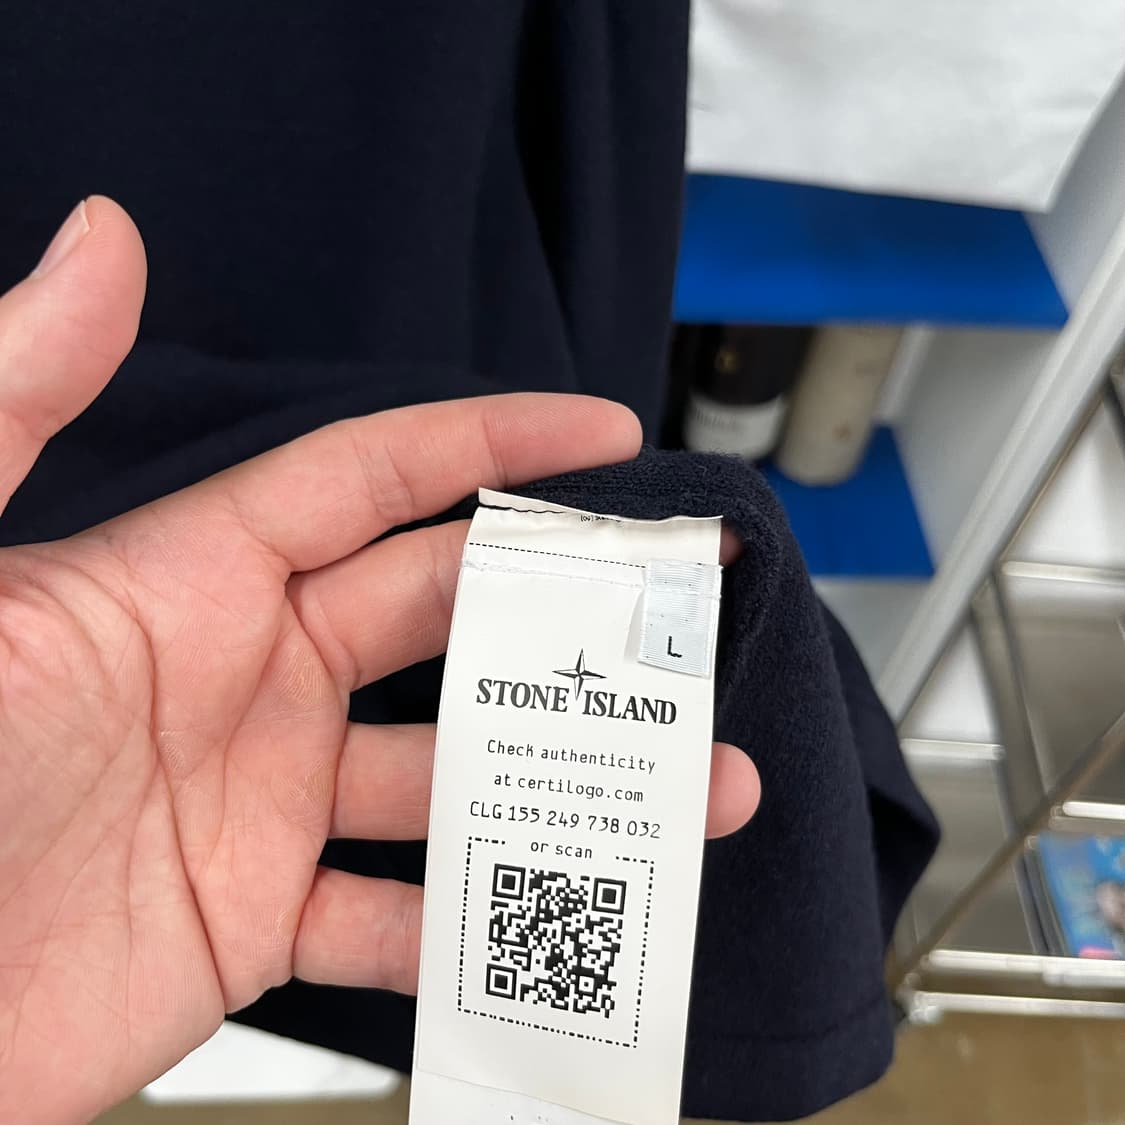 L
STONE ISLAND
Check authenticity
at certilogo.com
CLG 155 249 738 032
or scan